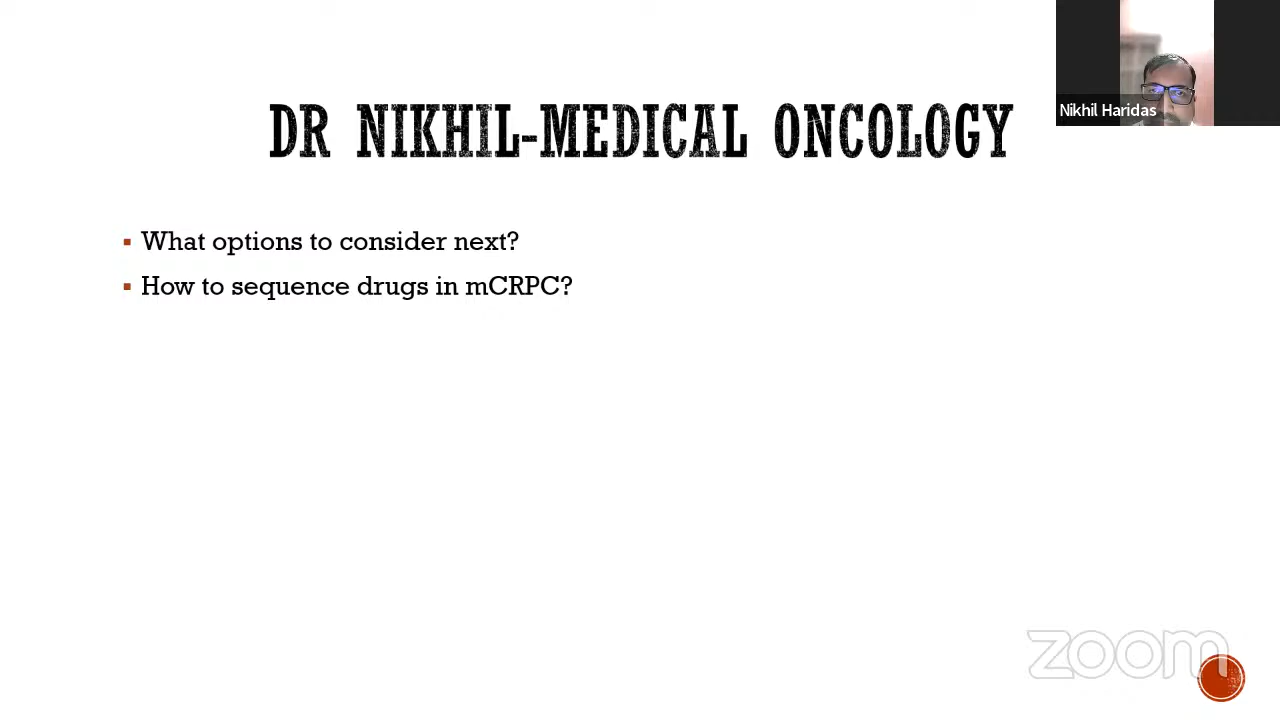 Nikhil Haridas
DR NIKHIL-MEDICAL ONCOLOGY
What options to consider next?
How to sequence drugs in mCRPC?
zoom